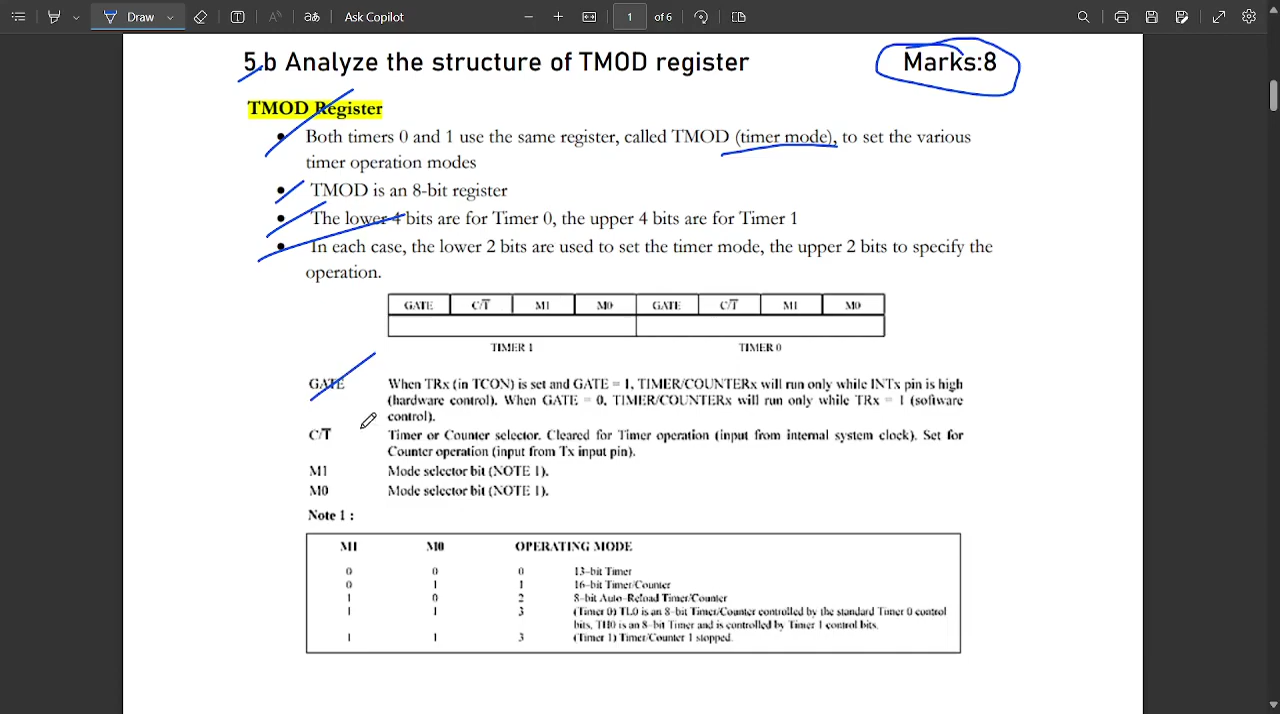 Draw
ab
Ask Copilot
1
of 6
5.b Analyze the structure of TMOD register
Marks:8
TMOD Register
• Both timers 0 and 1 use the same register, called TMOD (timer mode), to set the various
timer operation modes
• TMOD is an 8-bit register
• The lower 4 bits are for Timer 0, the upper 4 bits are for Timer 1
• In each case, the lower 2 bits are used to set the timer mode, the upper 2 bits to specify the
operation.
GATE C/T̅ M1 M0 GATE C/T̅ M1 M0
TIMER 1 TIMER 0
GATE When TRx (in TCON) is set and GATE = 1, TIMER/COUNTERx will run only while INTx pin is high
(hardware control). When GATE = 0, TIMER/COUNTERx will run only while TRx = 1 (software
control).
C/T̅ Timer or Counter selector. Cleared for Timer operation (input from internal system clock). Set for
Counter operation (input from Tx input pin).
M1 Mode selector bit (NOTE 1).
M0 Mode selector bit (NOTE 1).
Note 1 :
M1 M0 OPERATING MODE
0 0 0 13-bit Timer
0 1 1 16-bit Timer/Counter
1 0 2 8-bit Auto-Reload Timer/Counter
1 1 3 (Timer 0) TL0 is an 8-bit Timer/Counter controlled by the standard Timer 0 control
bits, TH0 is an 8-bit Timer and is controlled by Timer 1 control bits.
1 1 3 (Timer 1) Timer/Counter 1 stopped.